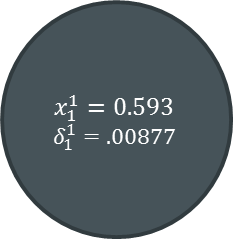 x₁¹ = 0.593
δ₁¹ = .00877